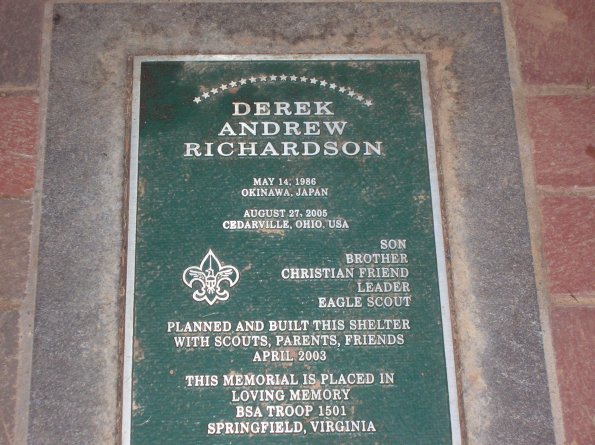 DEREK
ANDREW
RICHARDSON
MAY 14, 1986
OKINAWA, JAPAN
AUGUST 27, 2005
CEDARVILLE, OHIO, USA
SON
BROTHER
CHRISTIAN FRIEND
LEADER
EAGLE SCOUT
PLANNED AND BUILT THIS SHELTER
WITH SCOUTS, PARENTS, FRIENDS
APRIL 2003
THIS MEMORIAL IS PLACED IN
LOVING MEMORY
BSA TROOP 1501
SPRINGFIELD, VIRGINIA